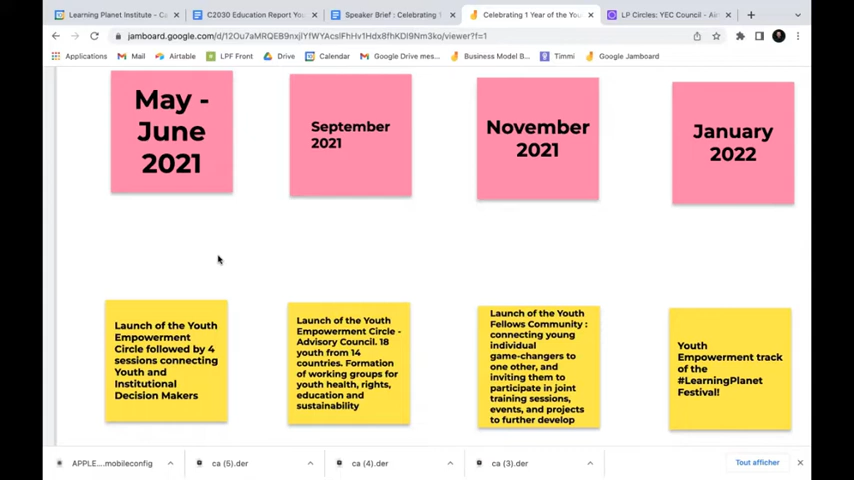 Learning Planet Institute - Ca
C2030 Education Report You
Speaker Brief : Celebrating 1
Celebrating 1 Year of the You
LP Circles: YEC Council - Air
jamboard.google.com/d/12Ou7aMRQEB9nxjIYfWYAcslFhHv1Hdx8fhKDI9Nm3ko/viewer?f=1
Applications
Mail
Airtable
LPF Front
Drive
Calendar
Google Drive mes...
Business Model B...
Timmi
Google Jamboard
May -
June
2021
September
2021
November
2021
January
2022
Launch of the Youth
Empowerment
Circle followed by 4
sessions connecting
Youth and
Institutional
Decision Makers
Launch of the Youth
Empowerment Circle -
Advisory Council. 18
youth from 14
countries. Formation
of working groups for
youth health, rights,
education and
sustainability
Launch of the Youth
Fellows Community :
connecting young
individual
game-changers to
one other, and
inviting them to
participate in joint
training sessions,
events, and projects
to further develop
Youth
Empowerment track
of the
#LearningPlanet
Festival!
APPLE....mobileconfig
ca (5).der
ca (4).der
ca (3).der
Tout afficher